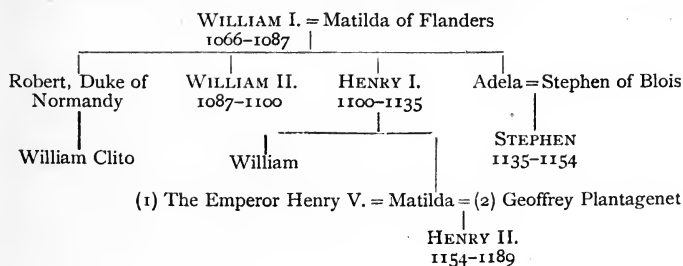 WILLIAM I. = Matilda of Flanders
1066–1087
Robert, Duke of WILLIAM II. HENRY I. Adela = Stephen of Blois
Normandy 1087–1100 1100–1135
William Clito William STEPHEN
1135–1154
(1) The Emperor Henry V. = Matilda = (2) Geoffrey Plantagenet
HENRY II.
1154–1189